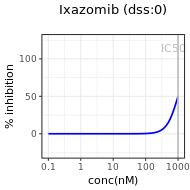 Ixazomib (dss:0)
IC50
100
50
0
% inhibition
0.1 1 10 100 1000
conc(nM)